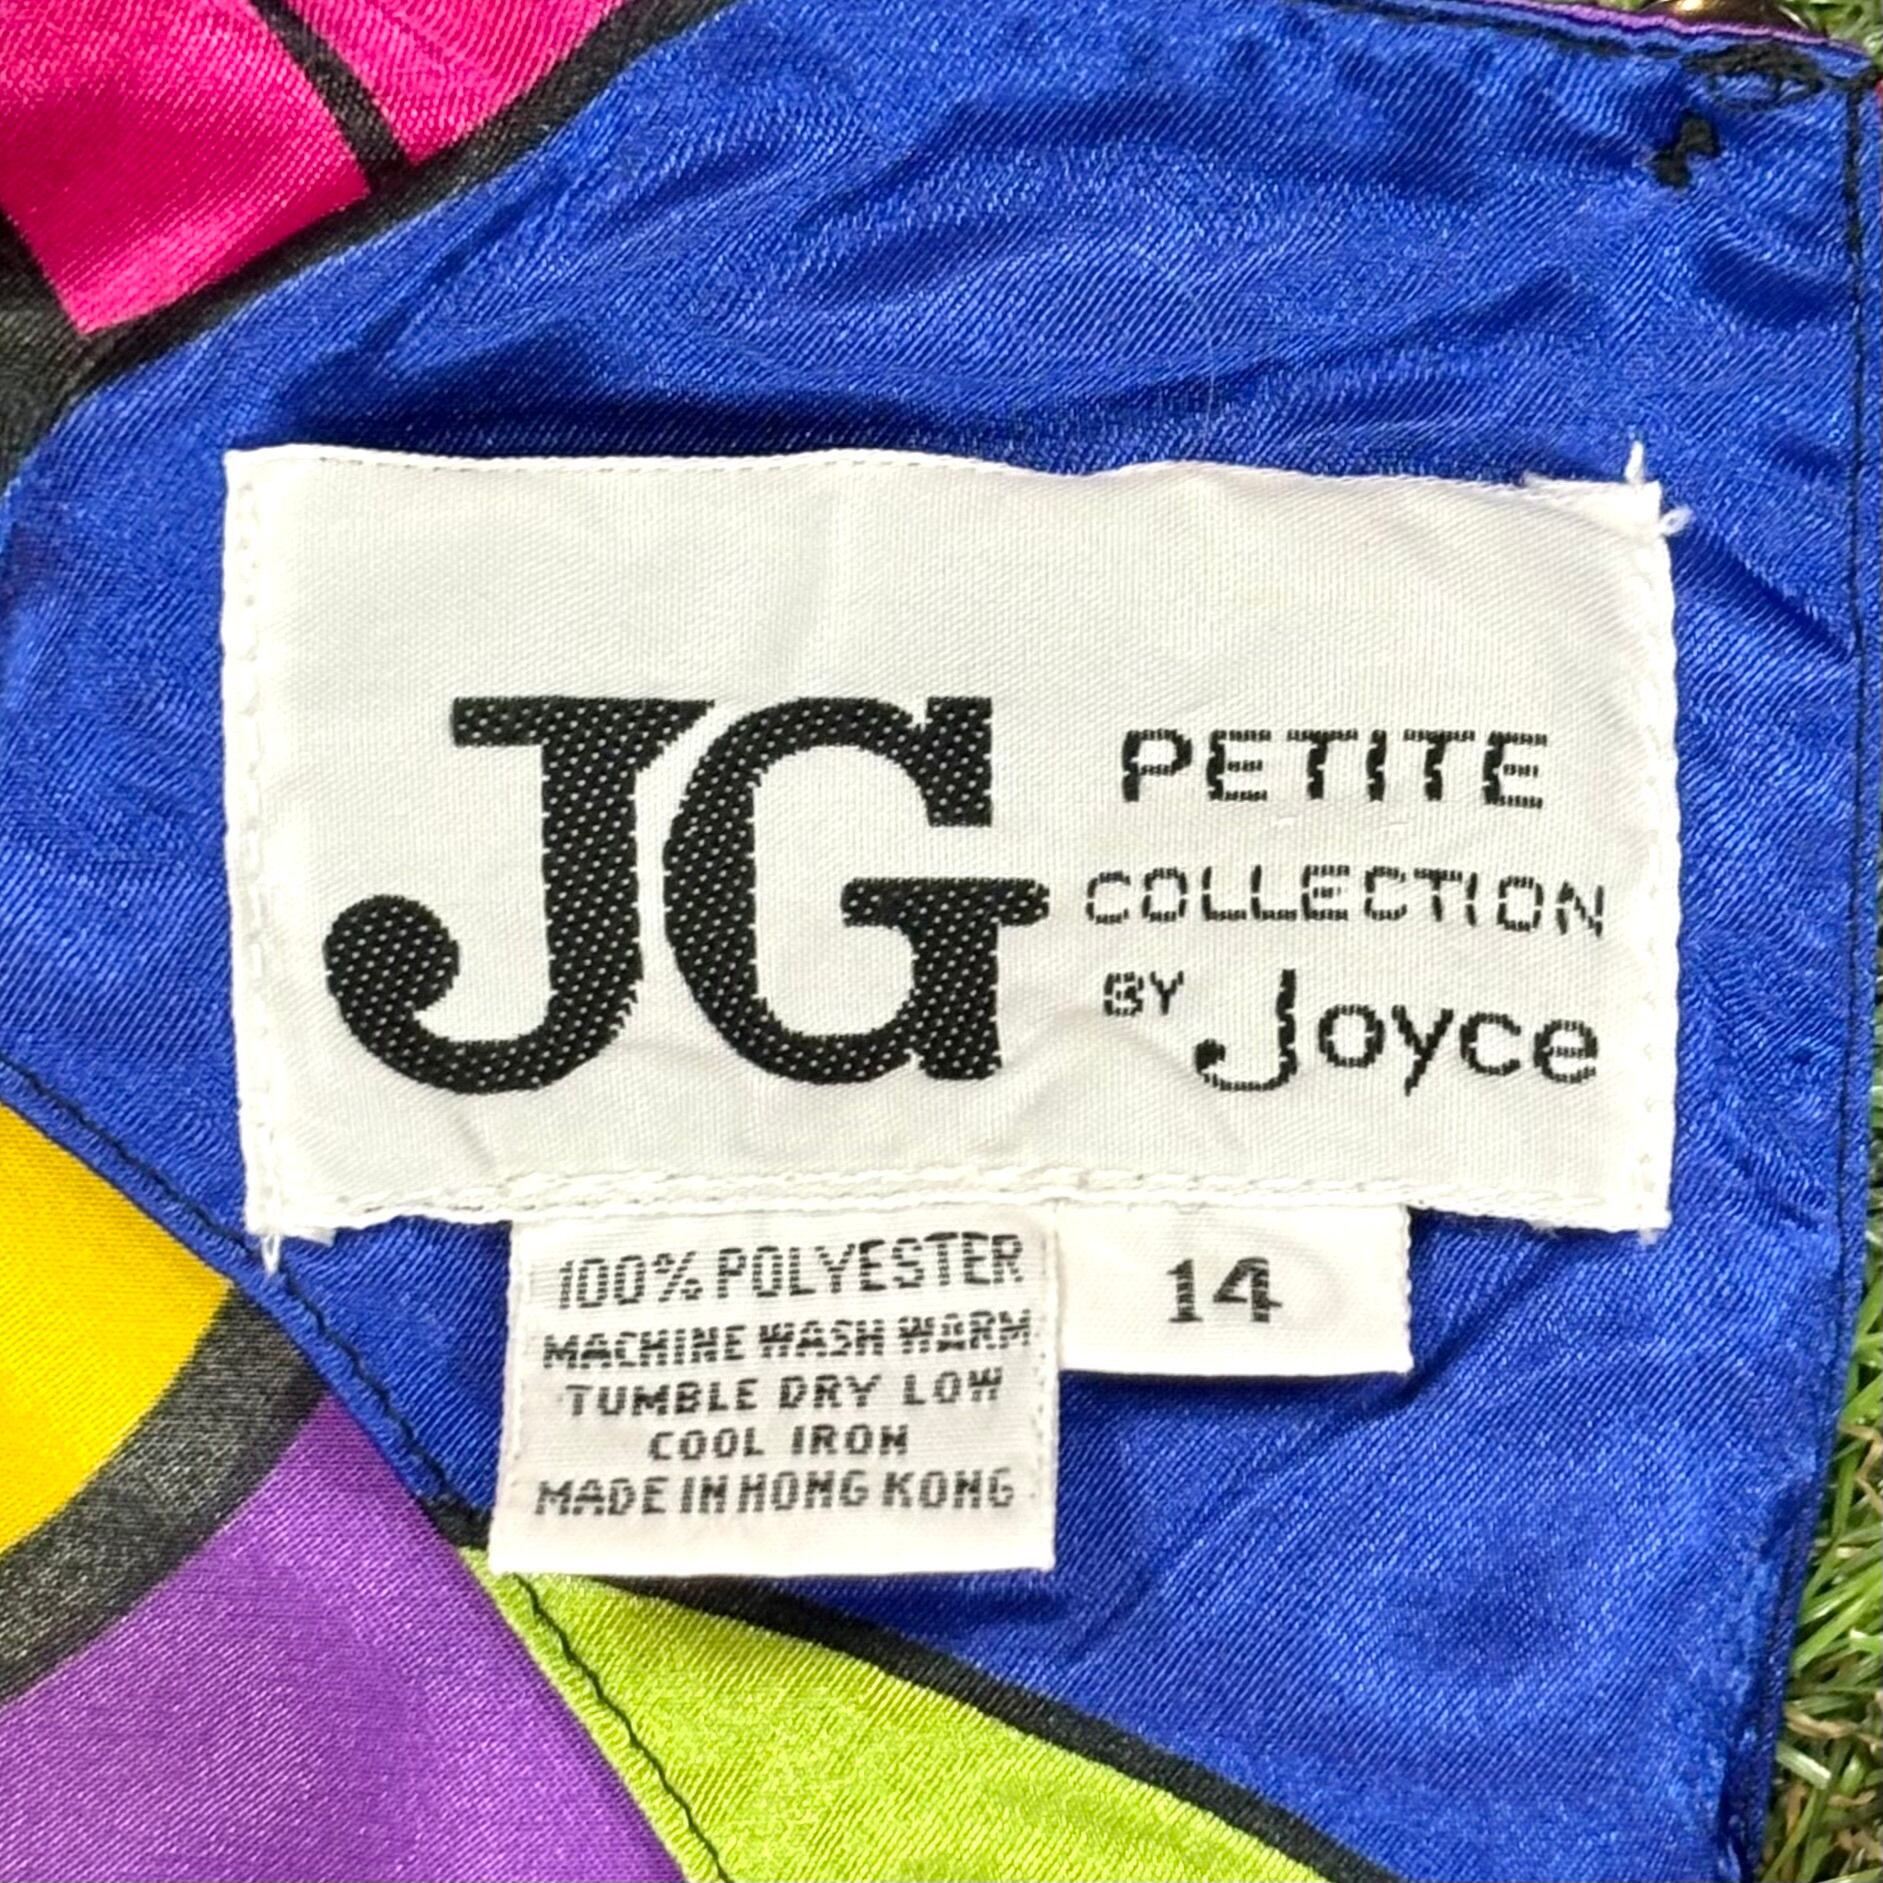 JG
PETITE
COLLECTION
BY Joyce
100% POLYESTER
MACHINE WASH WARM
TUMBLE DRY LOW
COOL IRON
MADE IN HONG KONG
14